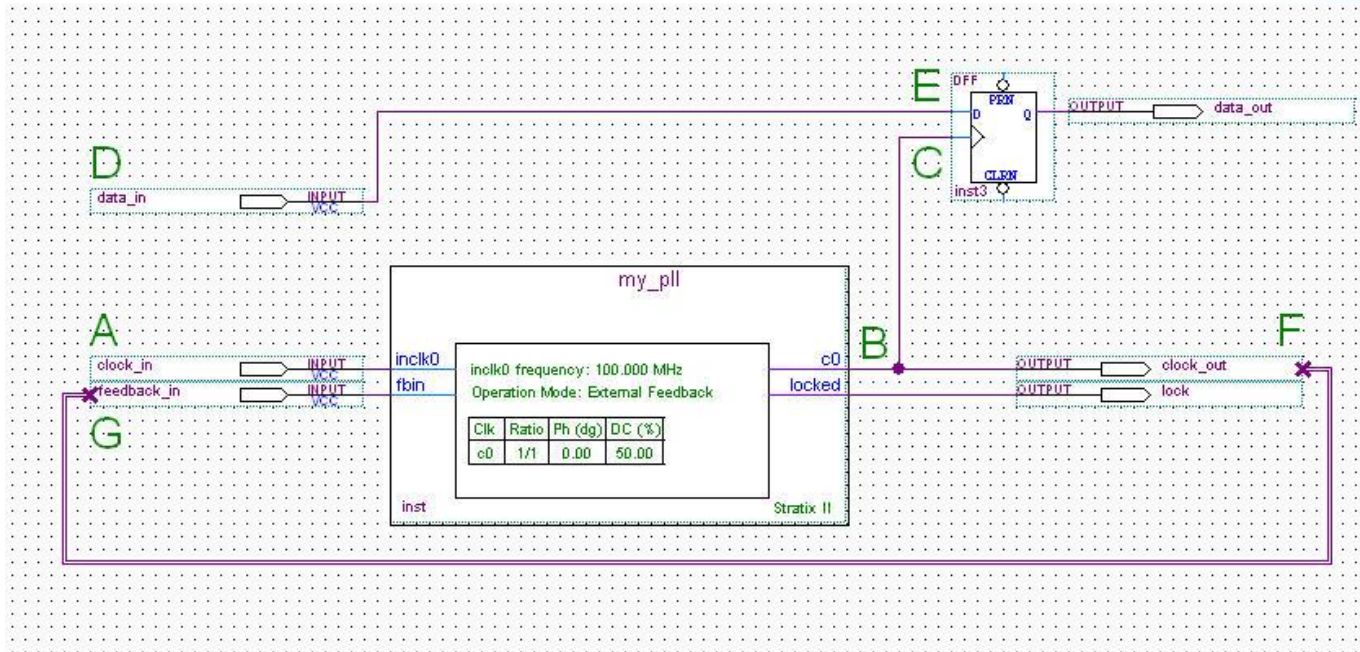 E
DFF
PRN
D
Q
OUTPUT
data_out
C
CLRN
inst3
D
data_in
INPUT
VCC
my_pll
A
clock_in
INPUT
VCC
feedback_in
INPUT
VCC
G
inclk0
fbin
inclk0 frequency: 100.000 MHz
Operation Mode: External Feedback
Clk Ratio Ph (dg) DC (%)
c0 1/1 0.00 50.00
c0
locked
B
inst
Stratix II
F
OUTPUT
clock_out
OUTPUT
lock